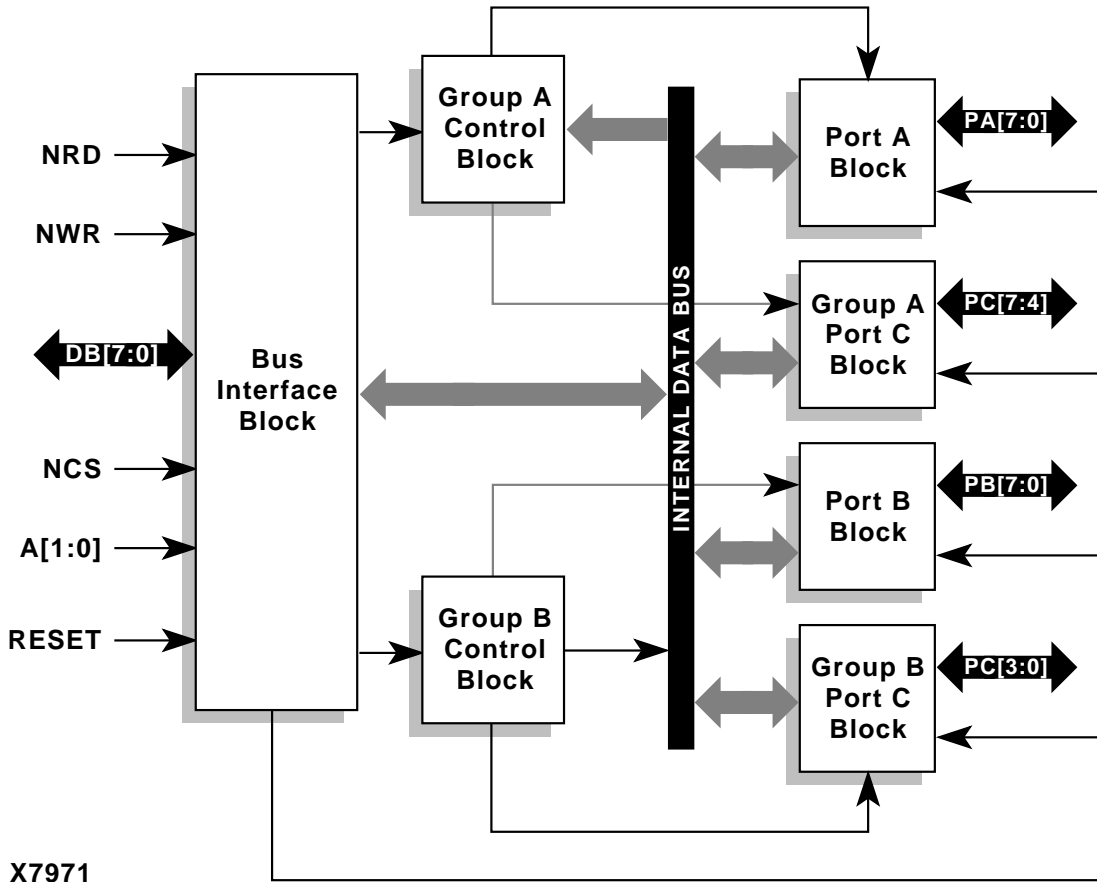 NRD
NWR
DB[7:0]
NCS
A[1:0]
RESET
Bus
Interface
Block
Group A
Control
Block
Group B
Control
Block
INTERNAL DATA BUS
Port A
Block
PA[7:0]
Group A
Port C
Block
PC[7:4]
Port B
Block
PB[7:0]
Group B
Port C
Block
PC[3:0]
X7971